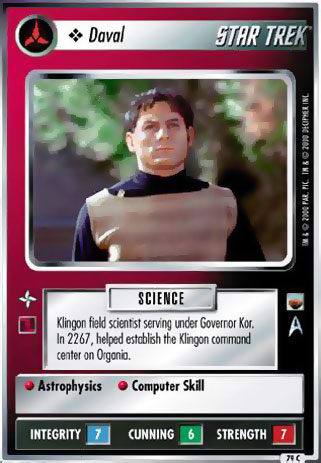 ❖ Daval STAR TREK
TM & © 2000 PAR. PIC. TM & © 2000 DECIPHER INC.
SCIENCE
Klingon field scientist serving under Governor Kor.
In 2267, helped establish the Klingon command
center on Organia.
Astrophysics Computer Skill
INTEGRITY 7 CUNNING 6 STRENGTH 7
79 C